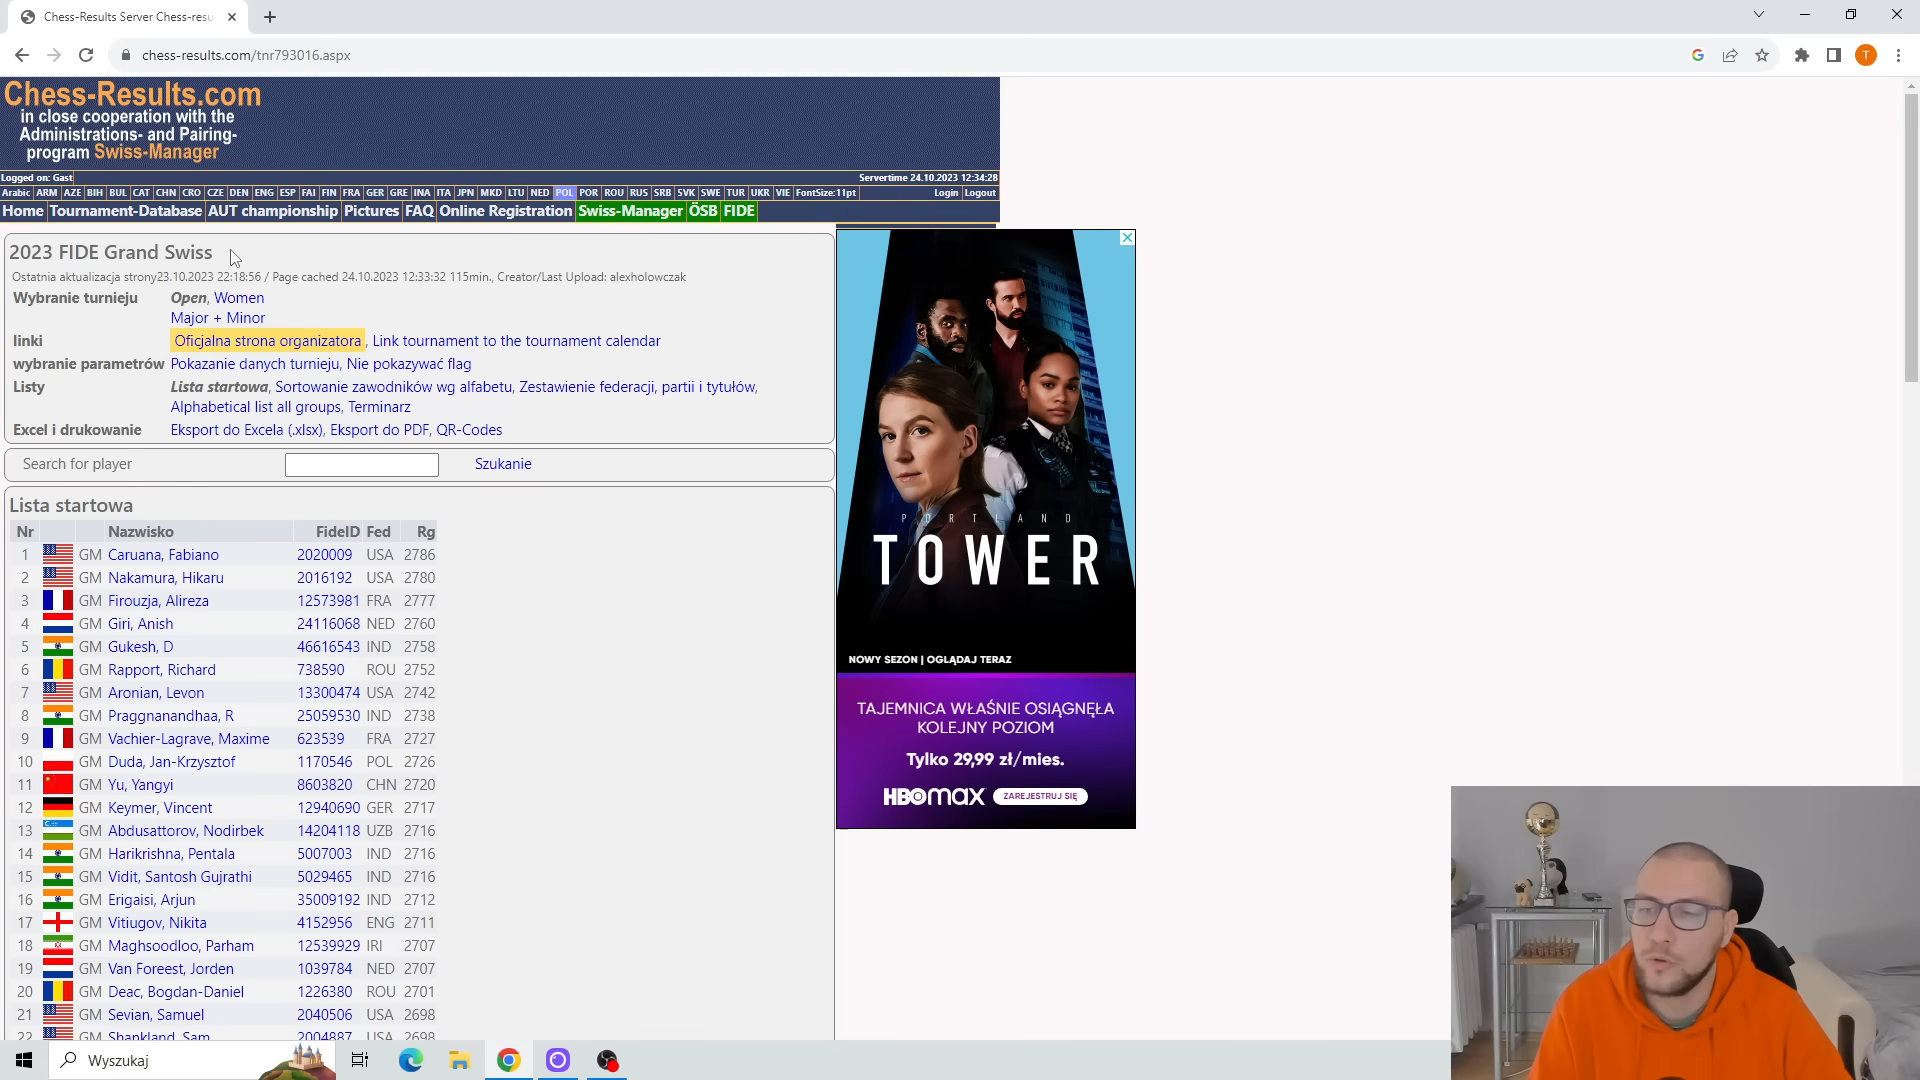 Chess-Results Server Chess-resu
chess-results.com/tnr793016.aspx
T
Chess-Results.com
in close cooperation with the
Administrations- and Pairing-
program Swiss-Manager
Logged on: Gast
Servertime 24.10.2023 12:34:28
Arabic ARM AZE BIH BUL CAT CHN CRO CZE DEN ENG ESP FAI FIN FRA GER GRE INA ITA JPN MKD LTU NED POL POR ROU RUS SRB SVK SWE TUR UKR VIE FontSize:11pt Login Logout
Home Tournament-Database AUT championship Pictures FAQ Online Registration Swiss-Manager ÖSB FIDE
2023 FIDE Grand Swiss
Ostatnia aktualizacja strony23.10.2023 22:18:56 / Page cached 24.10.2023 12:33:32 115min., Creator/Last Upload: alexholowczak
Wybranie turnieju Open, Women
Major + Minor
linki Oficjalna strona organizatora, Link tournament to the tournament calendar
wybranie parametrów Pokazanie danych turnieju, Nie pokazywać flag
Listy Lista startowa, Sortowanie zawodników wg alfabetu, Zestawienie federacji, partii i tytułów,
Alphabetical list all groups, Terminarz
Excel i drukowanie Eksport do Excela (.xlsx), Eksport do PDF, QR-Codes
Search for player Szukanie
Lista startowa
Nr Nazwisko FideID Fed Rg
1 GM Caruana, Fabiano 2020009 USA 2786
2 GM Nakamura, Hikaru 2016192 USA 2780
3 GM Firouzja, Alireza 12573981 FRA 2777
4 GM Giri, Anish 24116068 NED 2760
5 GM Gukesh, D 46616543 IND 2758
6 GM Rapport, Richard 738590 ROU 2752
7 GM Aronian, Levon 13300474 USA 2742
8 GM Praggnanandhaa, R 25059530 IND 2738
9 GM Vachier-Lagrave, Maxime 623539 FRA 2727
10 GM Duda, Jan-Krzysztof 1170546 POL 2726
11 GM Yu, Yangyi 8603820 CHN 2720
12 GM Keymer, Vincent 12940690 GER 2717
13 GM Abdusattorov, Nodirbek 14204118 UZB 2716
14 GM Harikrishna, Pentala 5007003 IND 2716
15 GM Vidit, Santosh Gujrathi 5029465 IND 2716
16 GM Erigaisi, Arjun 35009192 IND 2712
17 GM Vitiugov, Nikita 4152956 ENG 2711
18 GM Maghsoodloo, Parham 12539929 IRI 2707
19 GM Van Foreest, Jorden 1039784 NED 2707
20 GM Deac, Bogdan-Daniel 1226380 ROU 2701
21 GM Sevian, Samuel 2040506 USA 2698
22 GM Shankland, Sam 2004887 USA 2698
PORTLAND
TOWER
NOWY SEZON | OGLĄDAJ TERAZ
TAJEMNICA WŁAŚNIE OSIĄGNĘŁA
KOLEJNY POZIOM
Tylko 29,99 zł/mies.
HBOMAX ZAREJESTRUJ SIĘ
Wyszukaj